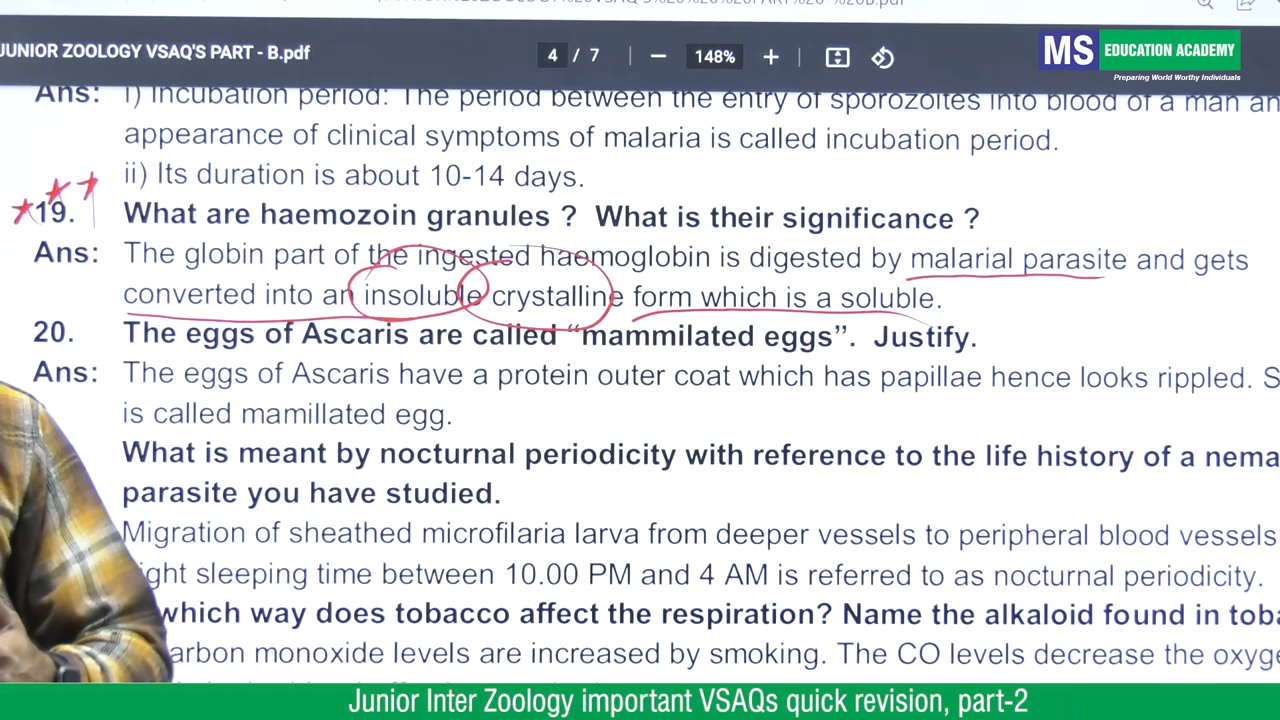 JUNIOR ZOOLOGY VSAQ'S PART - B.pdf
4 / 7
148%
MS EDUCATION ACADEMY
Preparing World Worthy Individuals
Ans: i) Incubation period: The period between the entry of sporozoites into blood of a man an
appearance of clinical symptoms of malaria is called incubation period.
ii) Its duration is about 10-14 days.
19. What are haemozoin granules ? What is their significance ?
Ans: The globin part of the ingested haemoglobin is digested by malarial parasite and gets
converted into an insoluble crystalline form which is a soluble.
20. The eggs of Ascaris are called "mammilated eggs". Justify.
Ans: The eggs of Ascaris have a protein outer coat which has papillae hence looks rippled. S
is called mamillated egg.
What is meant by nocturnal periodicity with reference to the life history of a nema
parasite you have studied.
Migration of sheathed microfilaria larva from deeper vessels to peripheral blood vessels
ight sleeping time between 10.00 PM and 4 AM is referred to as nocturnal periodicity.
which way does tobacco affect the respiration? Name the alkaloid found in toba
arbon monoxide levels are increased by smoking. The CO levels decrease the oxyge
Junior Inter Zoology important VSAQs quick revision, part-2